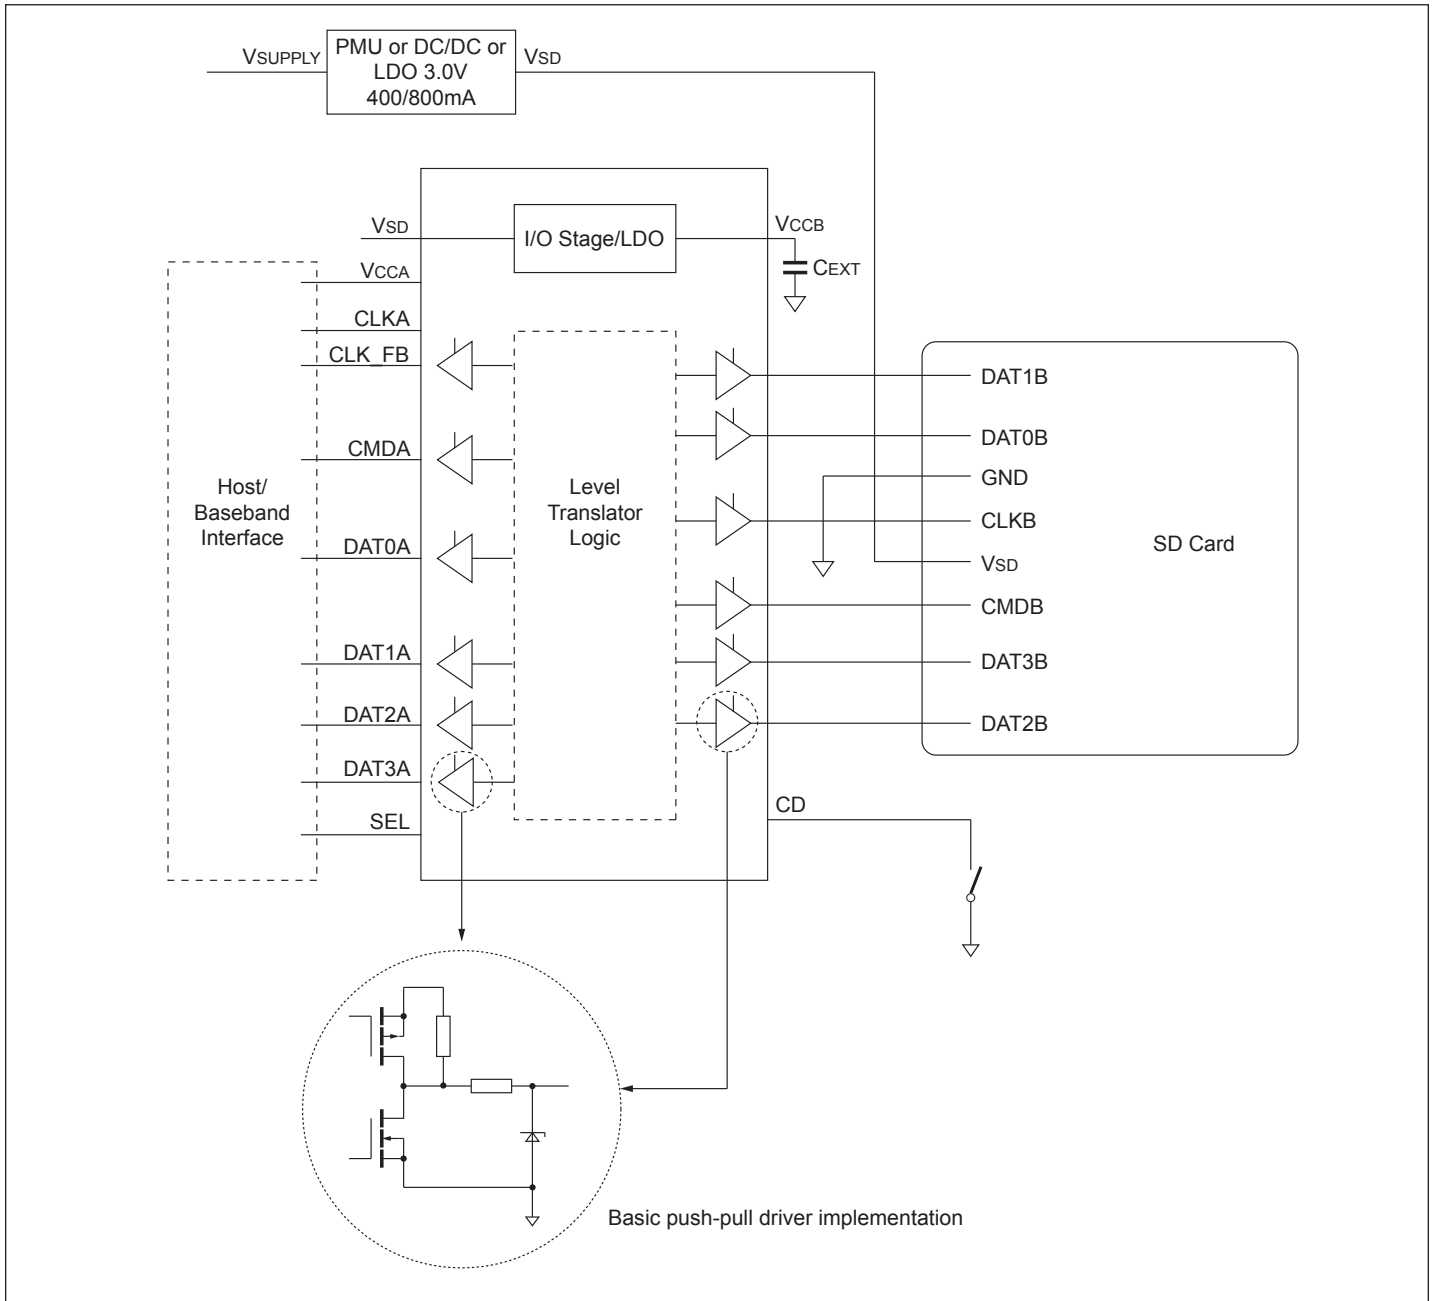 VSUPPLY
PMU or DC/DC or
LDO 3.0V
400/800mA
VSD
VSD
I/O Stage/LDO
VCCB
CEXT
VCCA
CLKA
CLK_FB
CMDA
DAT0A
DAT1A
DAT2A
DAT3A
SEL
Host/
Baseband
Interface
Level
Translator
Logic
DAT1B
DAT0B
GND
CLKB
VSD
CMDB
DAT3B
DAT2B
SD Card
CD
Basic push-pull driver implementation